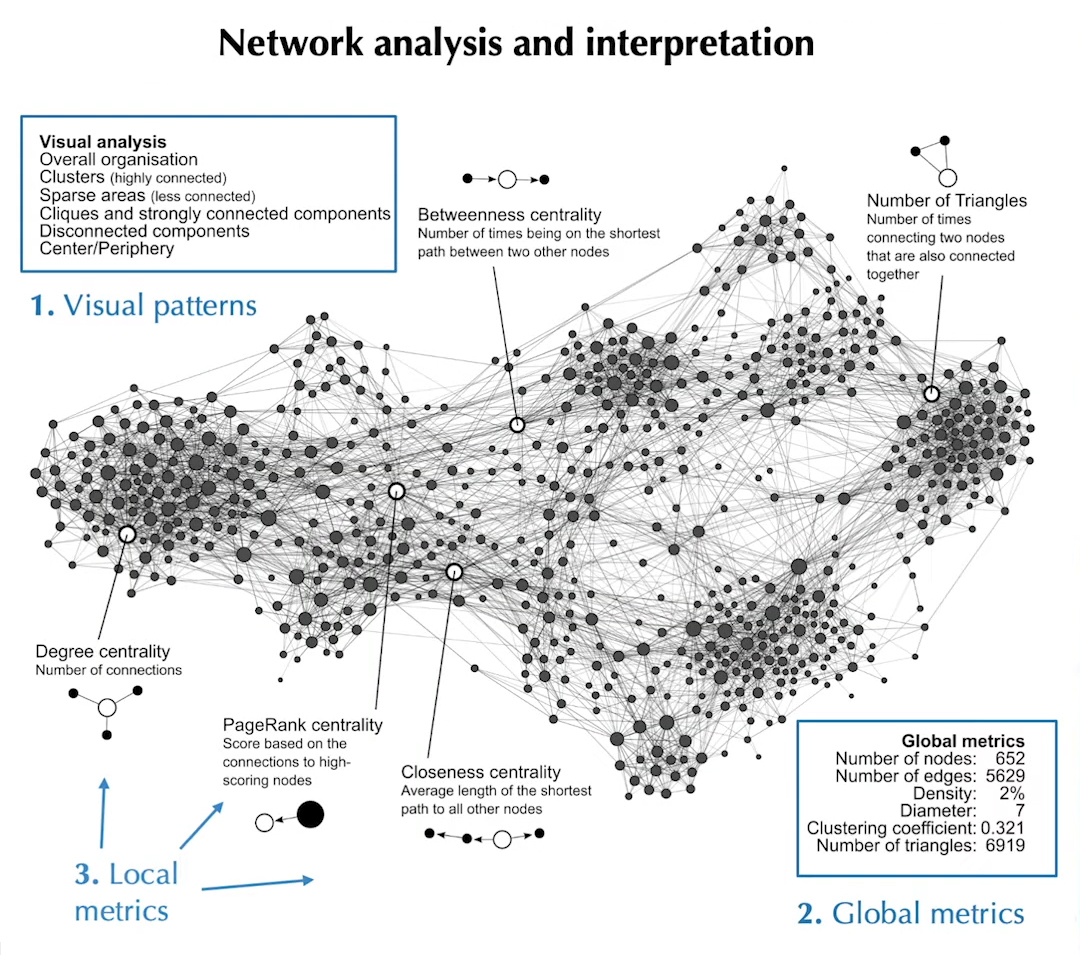 Network analysis and interpretation
Visual analysis
Overall organisation
Clusters (highly connected)
Sparse areas (less connected)
Cliques and strongly connected components
Disconnected components
Center/Periphery
1. Visual patterns
Betweenness centrality
Number of times being on the shortest
path between two other nodes
Number of Triangles
Number of times
connecting two nodes
that are also connected
together
Degree centrality
Number of connections
PageRank centrality
Score based on the
connections to high-
scoring nodes
Closeness centrality
Average length of the shortest
path to all other nodes
3. Local
metrics
Global metrics
Number of nodes: 652
Number of edges: 5629
Density: 2%
Diameter: 7
Clustering coefficient: 0.321
Number of triangles: 6919
2. Global metrics